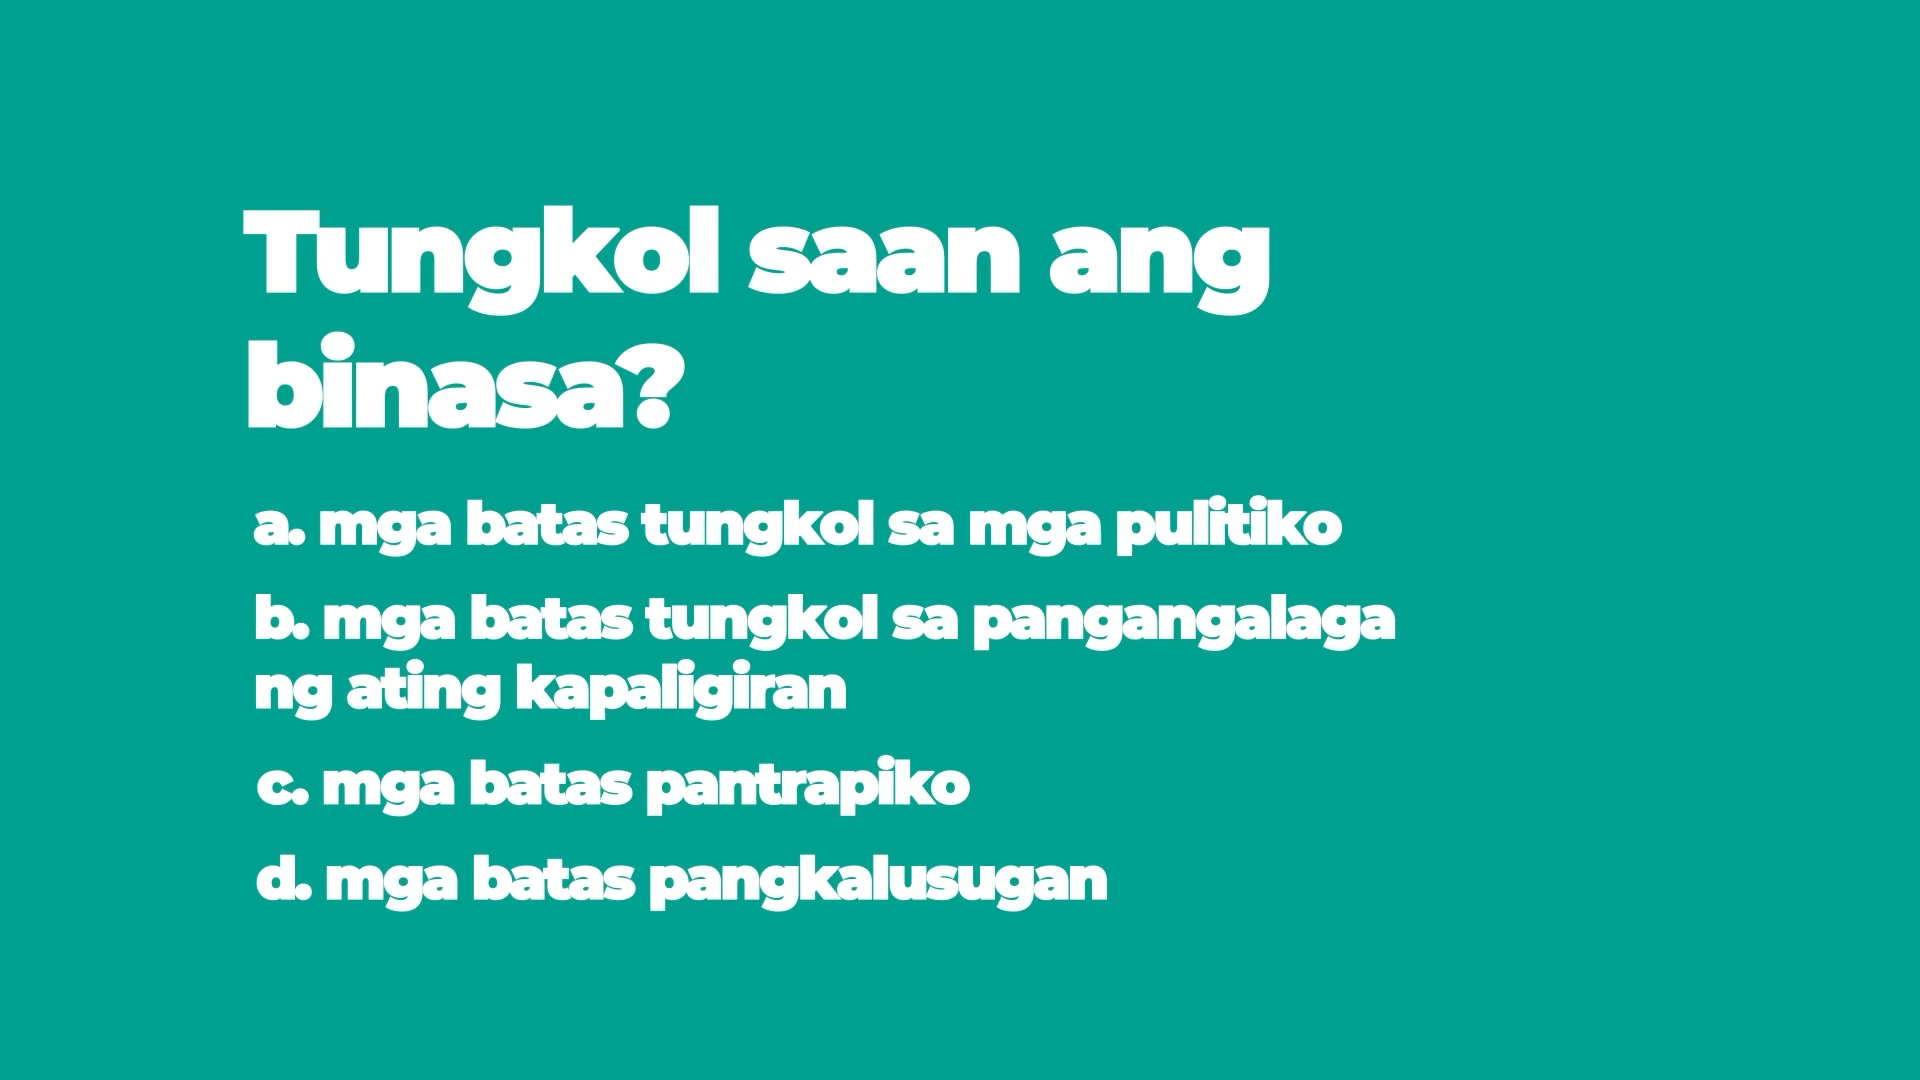 Tungkol saan ang
binasa?
a. mga batas tungkol sa mga pulitiko
b. mga batas tungkol sa pangangalaga
ng ating kapaligiran
c. mga batas pantrapiko
d. mga batas pangkalusugan